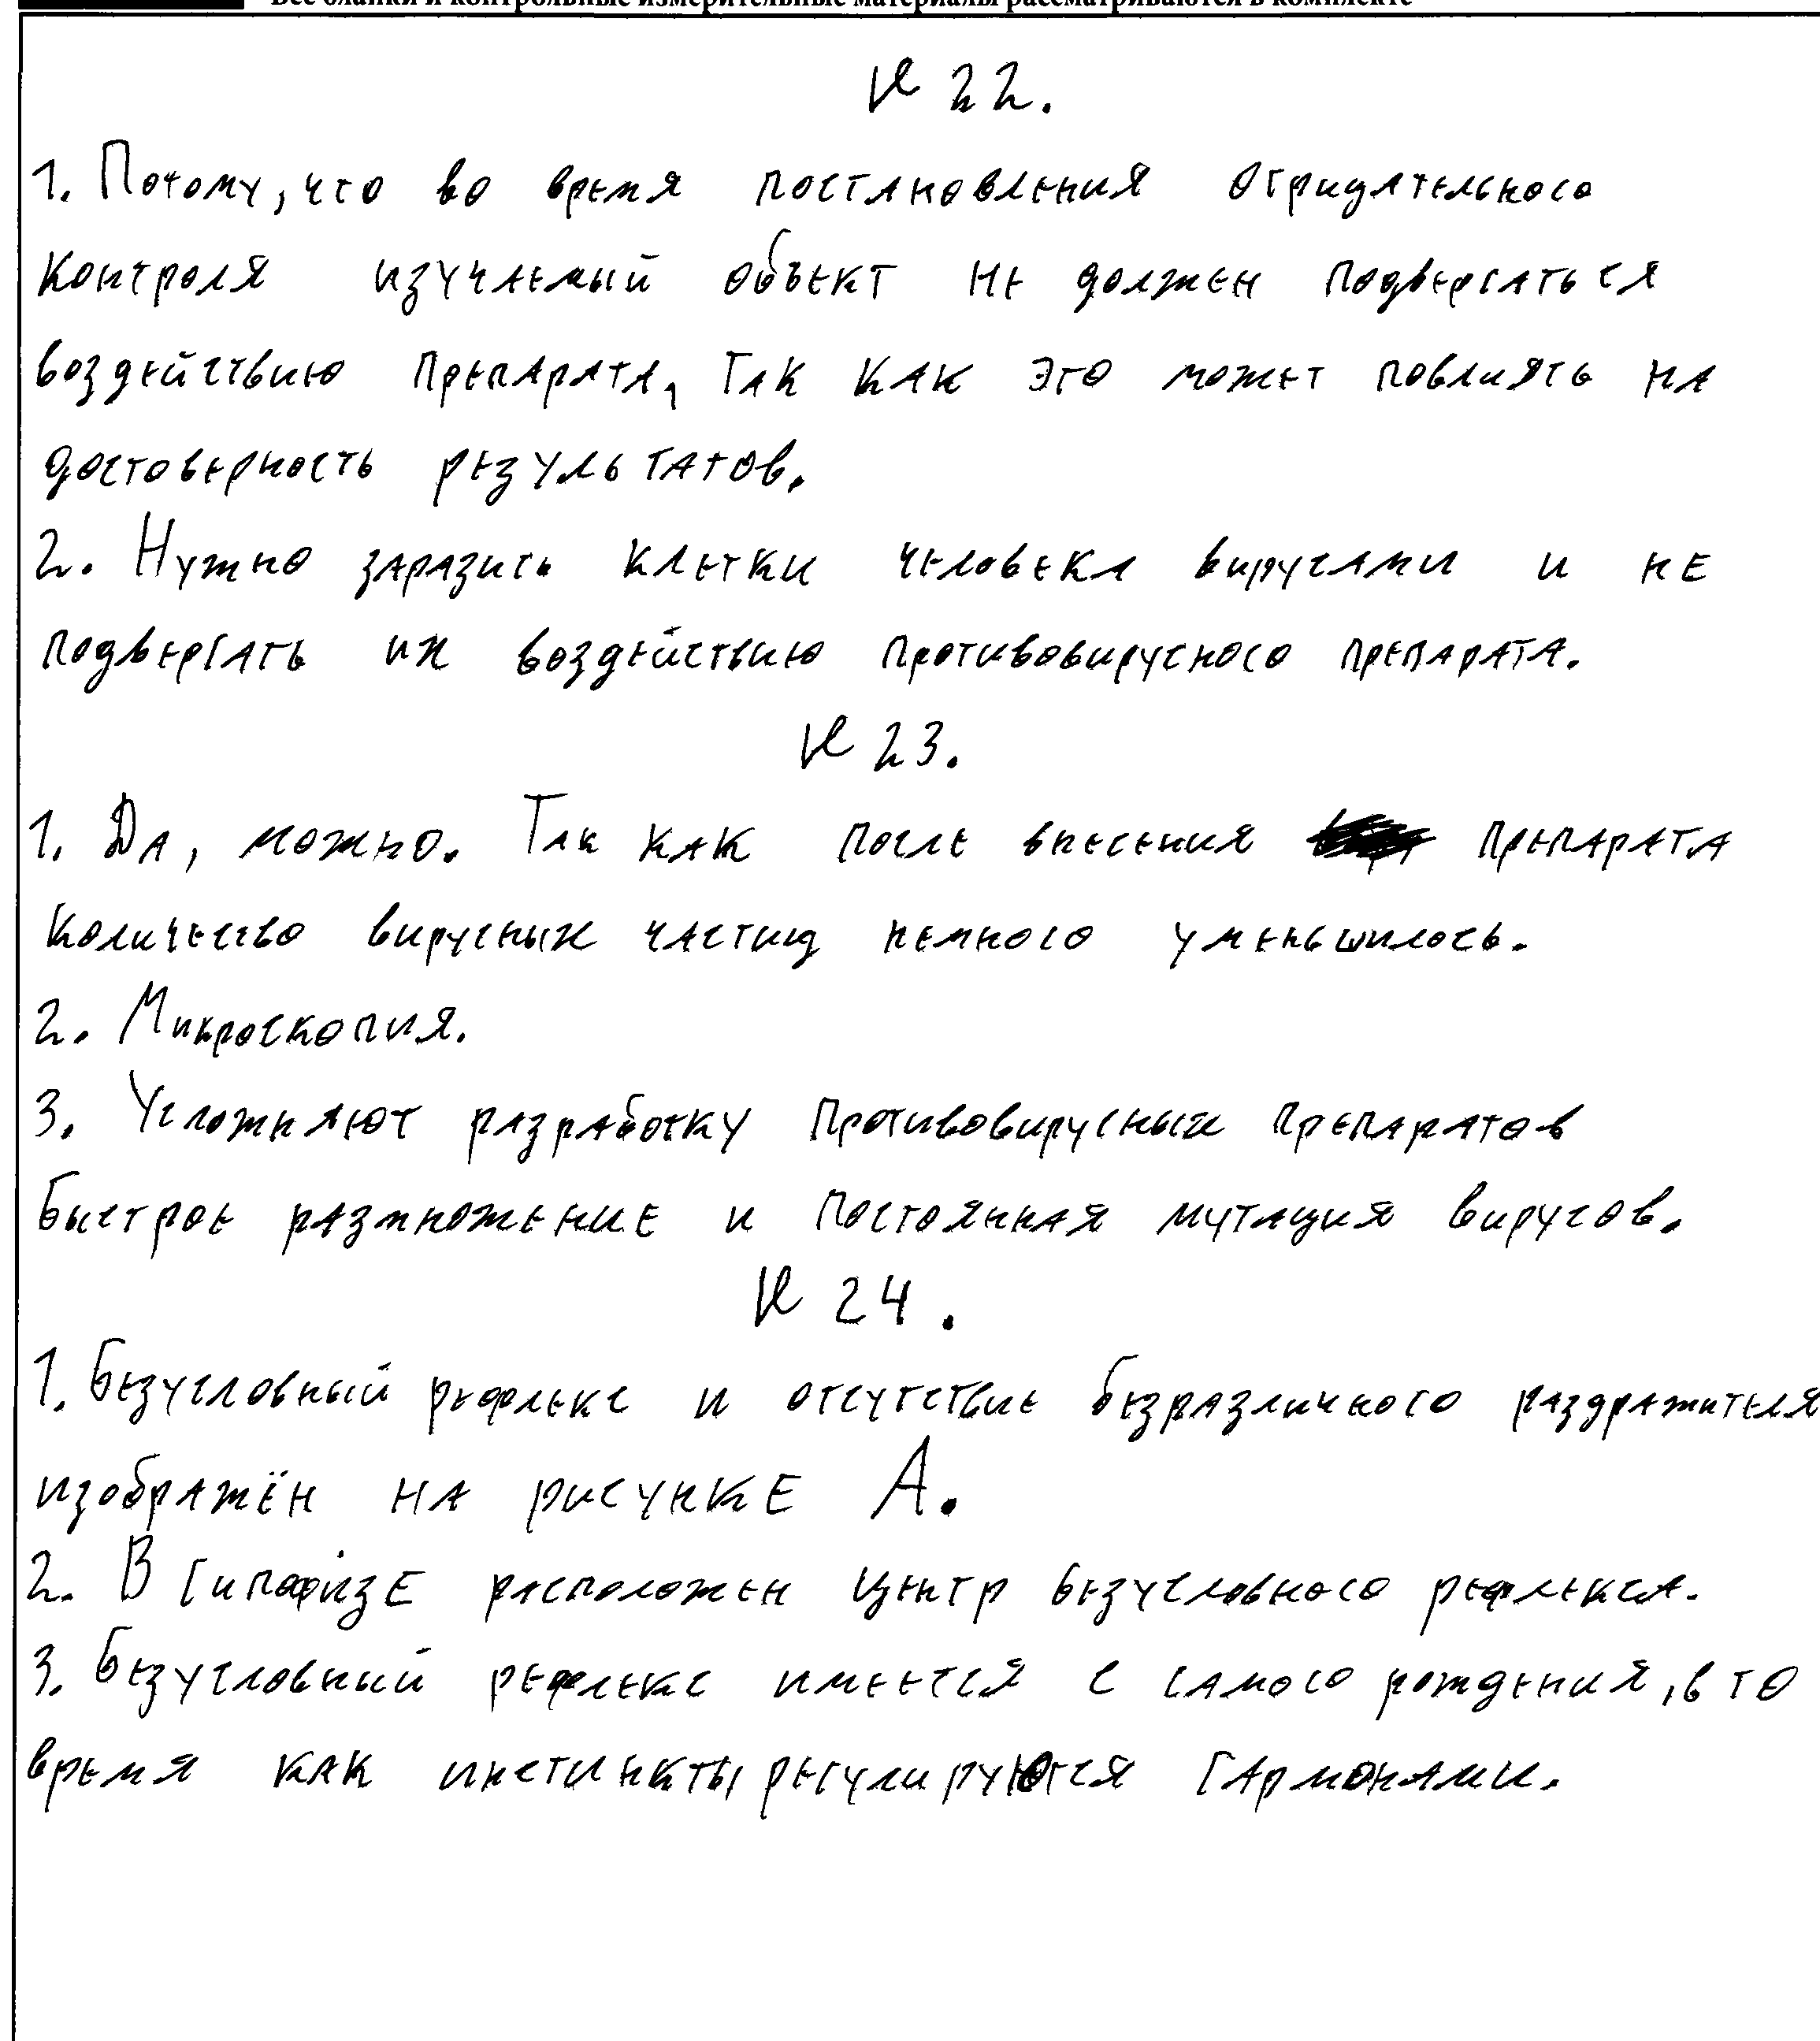 Все бланки и контрольные измерительные материалы рассматриваются в комплекте
№ 22.
1. Потому, что во время постановления отрицательного
контроля изучаемый объект не должен подвергаться
воздействию препарата, так как это может повлиять на
достоверность результатов.
2. Нужно заразить клетки человека вирусами и не
подвергать их воздействию противовирусного препарата.
№ 23.
1. Да, можно. Так как после внесения препарата
количество вирусных частиц немного уменьшилось.
2. Микроскопия.
3. Усложняют разработку противовирусных препаратов
быстрое размножение и постоянная мутация вирусов.
№ 24.
1. Безусловный рефлекс и отсутствие безразличного раздражителя
изображён на рисунке А.
2. В гипофизе расположен центр безусловного рефлекса.
3. Безусловный рефлекс имеется с самого рождения, в то
время как инстинкты регулируются гармонами.